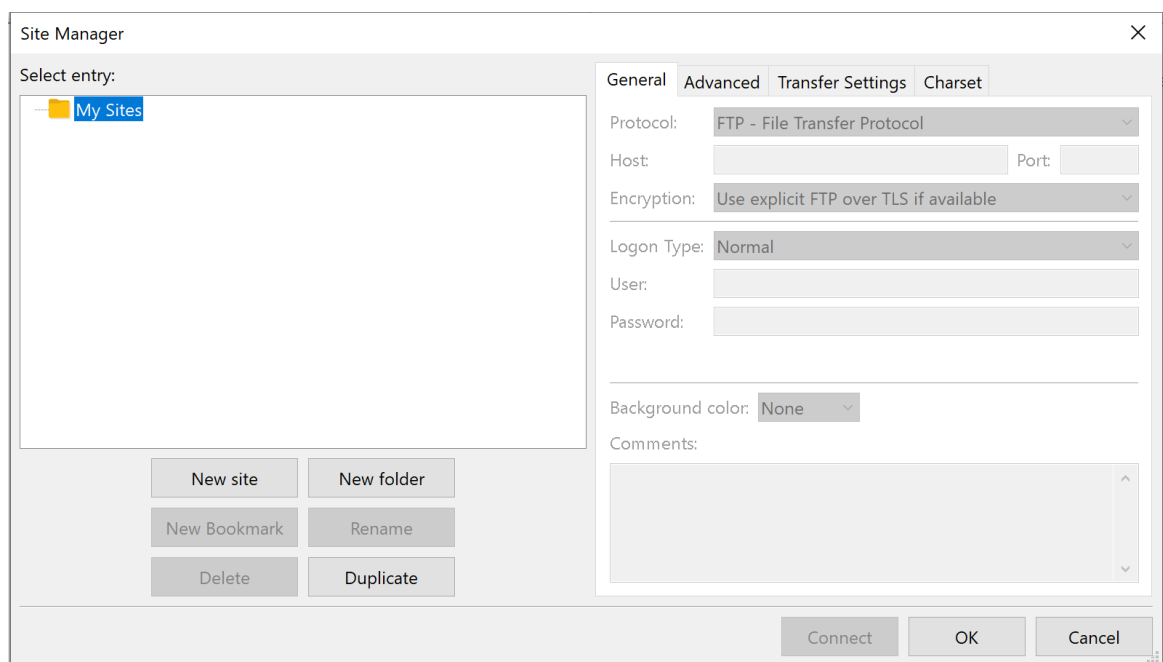 Site Manager
Select entry:
My Sites
New site New folder
New Bookmark Rename
Delete Duplicate
General Advanced Transfer Settings Charset
Protocol: FTP - File Transfer Protocol
Host: Port:
Encryption: Use explicit FTP over TLS if available
Logon Type: Normal
User:
Password:
Background color: None
Comments:
Connect OK Cancel